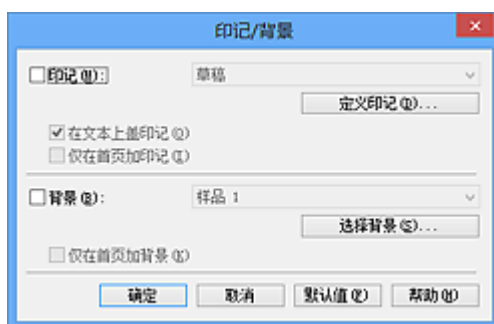 印记/背景
印记(W):
草稿
定义印记(D)...
在文本上盖印记(O)
仅在首页加印记(I)
背景(B):
样品 1
选择背景(S)...
仅在首页加背景(K)
确定 取消 默认值(F) 帮助(H)